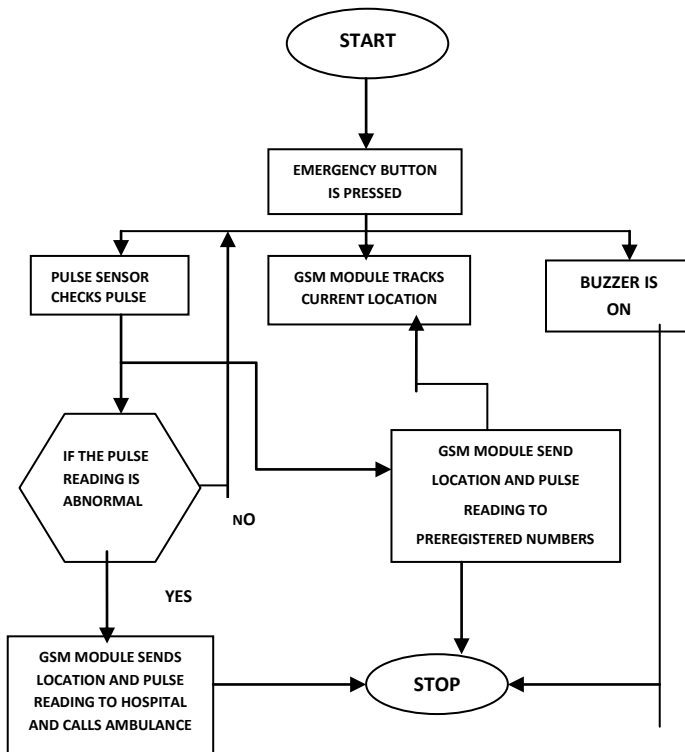 START
EMERGENCY BUTTON
IS PRESSED
PULSE SENSOR
CHECKS PULSE
GSM MODULE TRACKS
CURRENT LOCATION
BUZZER IS
ON
IF THE PULSE
READING IS
ABNORMAL
NO
GSM MODULE SEND
LOCATION AND PULSE
READING TO
PREREGISTERED NUMBERS
YES
GSM MODULE SENDS
LOCATION AND PULSE
READING TO HOSPITAL
AND CALLS AMBULANCE
STOP